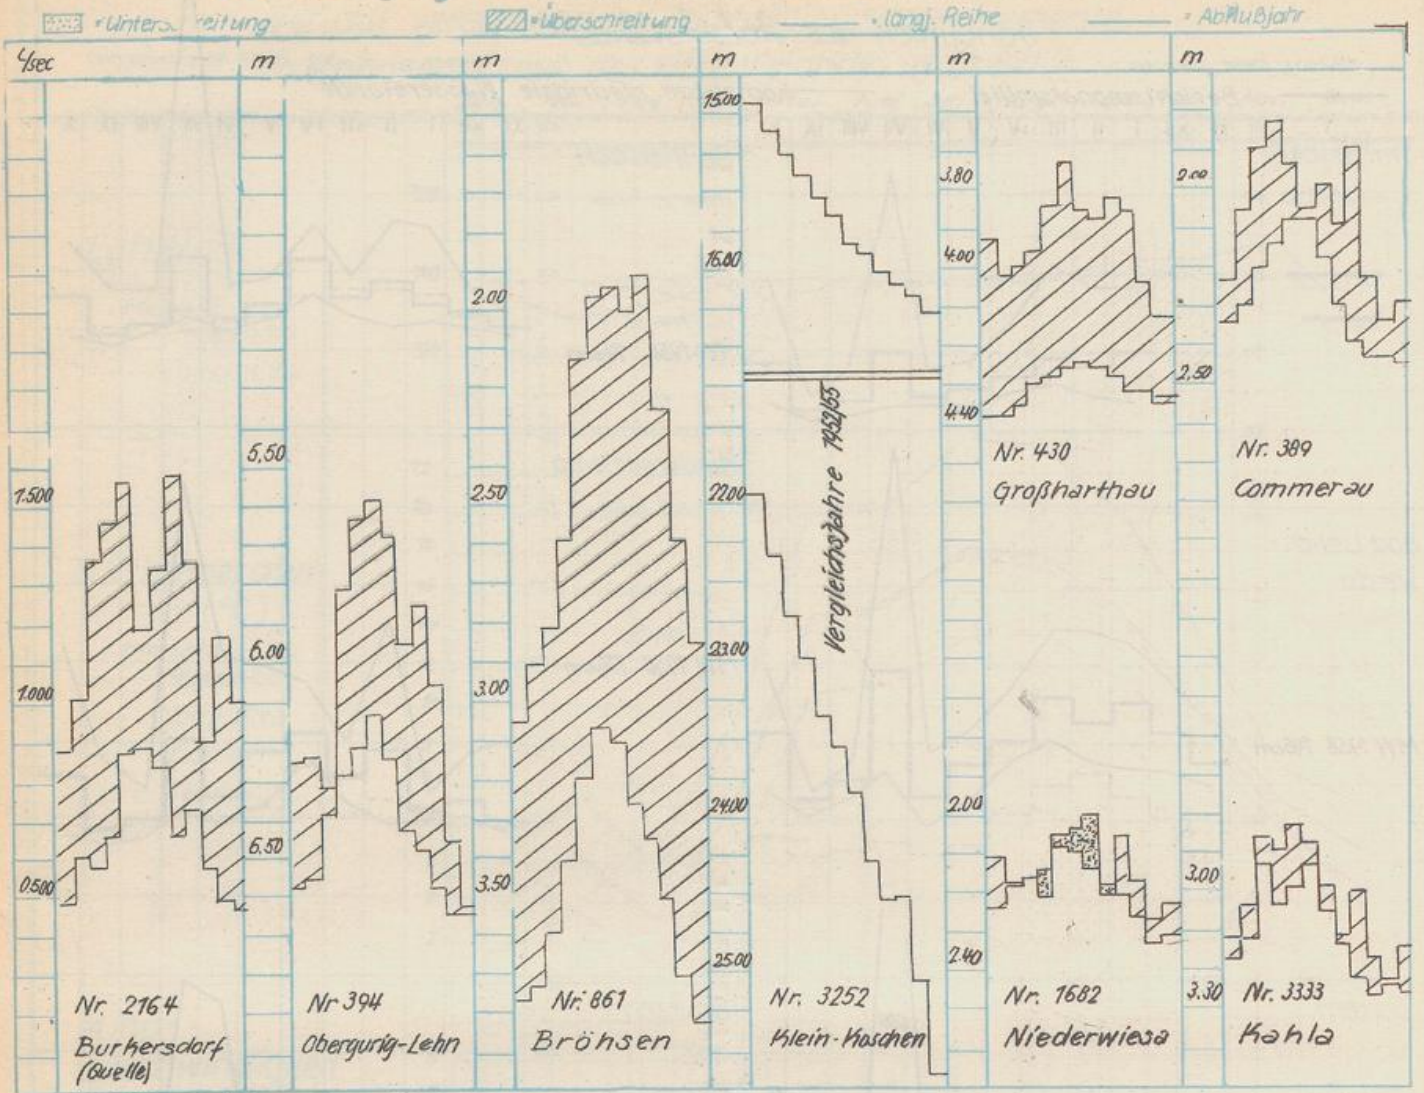 = Überschreitung
= langj. Reihe
= Abflußjahr
l/sec
m
m
m
m
m
1.500
1.000
0.500
5,50
6.00
6.50
2.00
2,50
3.00
3.50
15.00
16.00
22.00
23.00
24.00
25.00
3.80
4.00
4.40
2.00
2.40
2.00
2,50
3.00
3.30
Vergleichsjahre 1952/53
Nr. 430
Großharthau
Nr. 389
Commerau
Nr. 2164
Burkersdorf
(Quelle)
Nr 394
Obergurig-Lehn
Nr. 861
Bröhsen
Nr. 3252
Klein-Koschen
Nr. 1682
Niederwiesa
Nr. 3333
Kahla